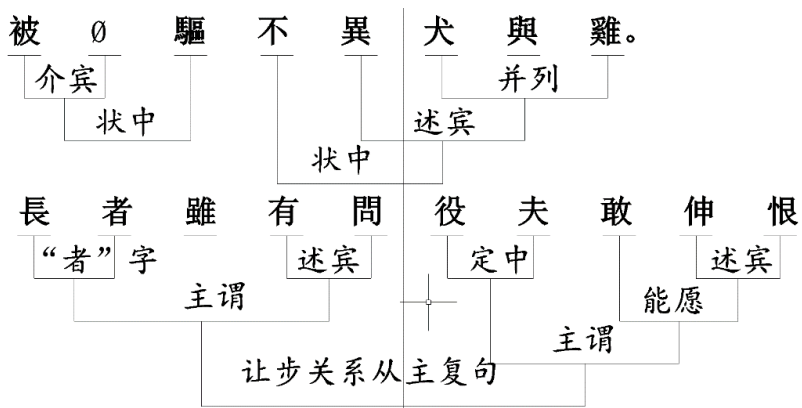 被 Ø 驅 不 異 犬 與 雞。
介宾 并列
状中 述宾
状中
長 者 雖 有 問 役 夫 敢 伸 恨
“者”字 述宾 定中 述宾
主谓 能愿
主谓
让步关系从主复句